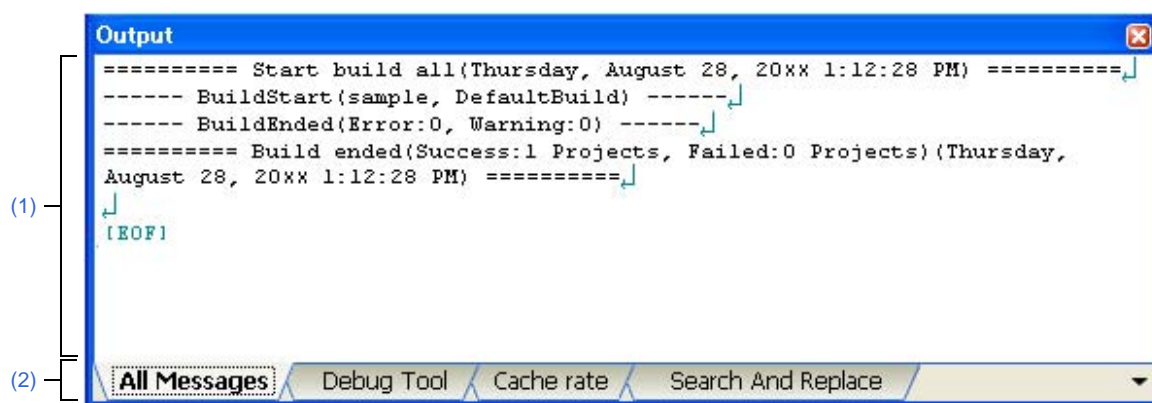 Output
========== Start build all(Thursday, August 28, 20xx 1:12:28 PM) ==========↵
------ BuildStart(sample, DefaultBuild) ------↵
------ BuildEnded(Error:0, Warning:0) ------↵
========== Build ended(Success:1 Projects, Failed:0 Projects)(Thursday,
August 28, 20xx 1:12:28 PM) ==========↵
↵
[EOF]
(1)
(2)
All Messages Debug Tool Cache rate Search And Replace